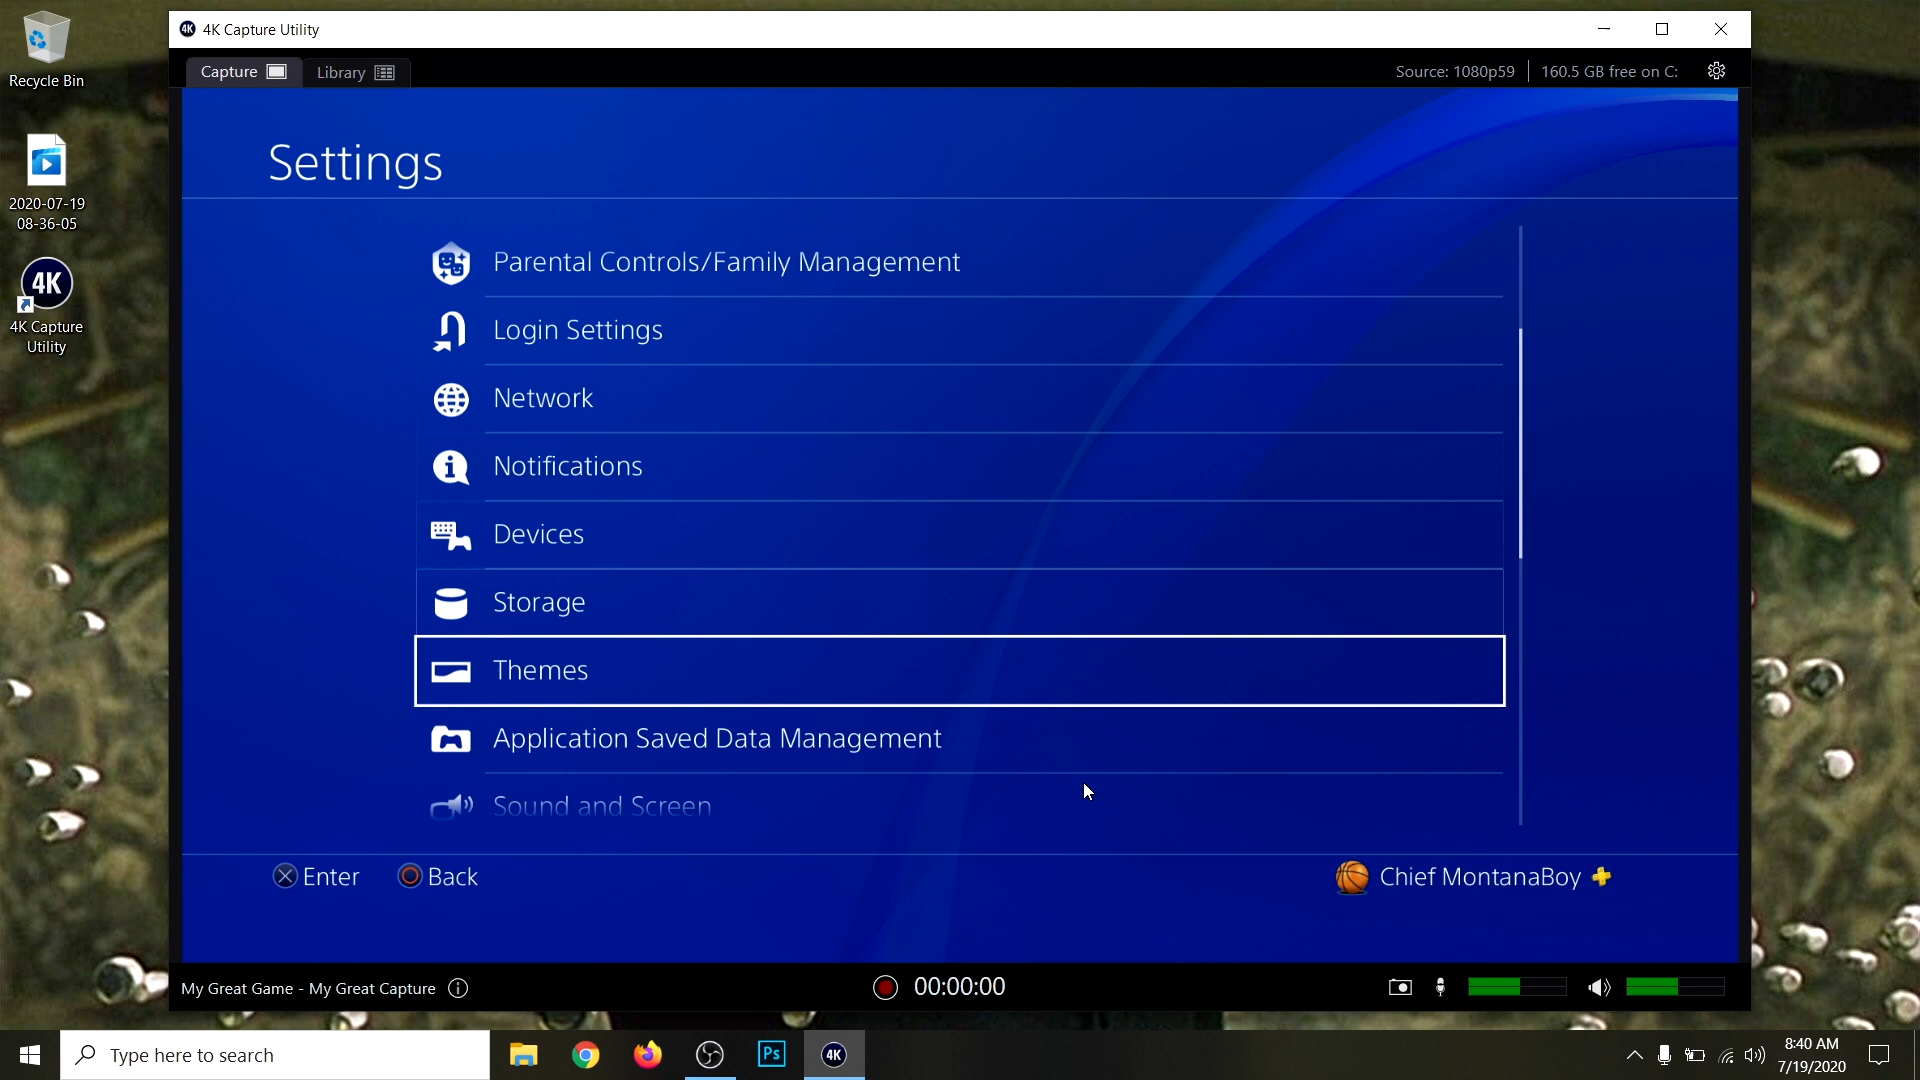 Recycle Bin
2020-07-19
08-36-05
4K
4K Capture
Utility
4K 4K Capture Utility
Capture Library Source: 1080p59 160.5 GB free on C:
Settings
Parental Controls/Family Management
Login Settings
Network
Notifications
Devices
Storage
Themes
Application Saved Data Management
Sound and Screen
Enter Back Chief MontanaBoy
My Great Game - My Great Capture 00:00:00
Type here to search Ps 4K 8:40 AM
7/19/2020